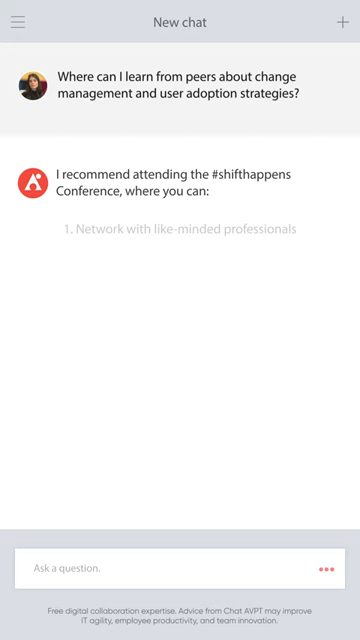 New chat
Where can I learn from peers about change
management and user adoption strategies?
I recommend attending the #shifthappens
Conference, where you can:
1. Network with like-minded professionals
Ask a question.
Free digital collaboration expertise. Advice from Chat AVPT may improve
IT agility, employee productivity, and team innovation.